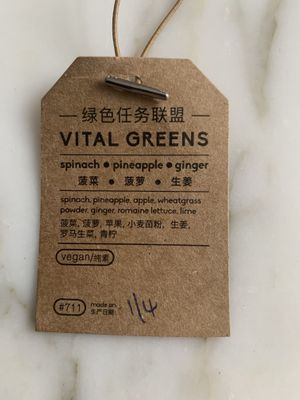 绿色任务联盟
VITAL GREENS
spinach ● pineapple ● ginger
菠菜 ● 菠萝 ● 生姜
spinach, pineapple, apple, wheatgrass
powder, ginger, romaine lettuce, lime
菠菜, 菠萝, 苹果, 小麦苗粉, 生姜,
罗马生菜, 青柠
vegan/纯素
#711
made on
生产日期:
1/4